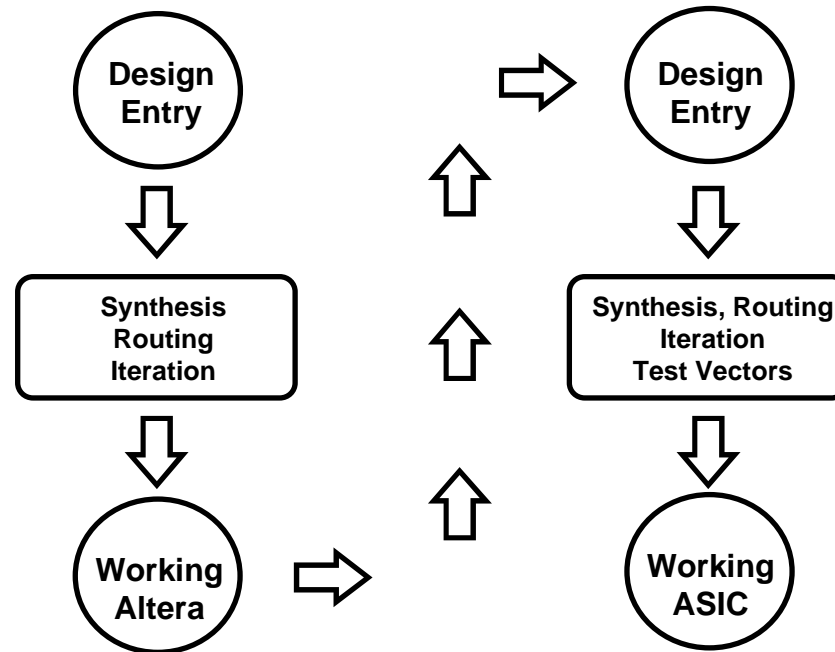 Design
Entry
Synthesis
Routing
Iteration
Working
Altera
Design
Entry
Synthesis, Routing
Iteration
Test Vectors
Working
ASIC